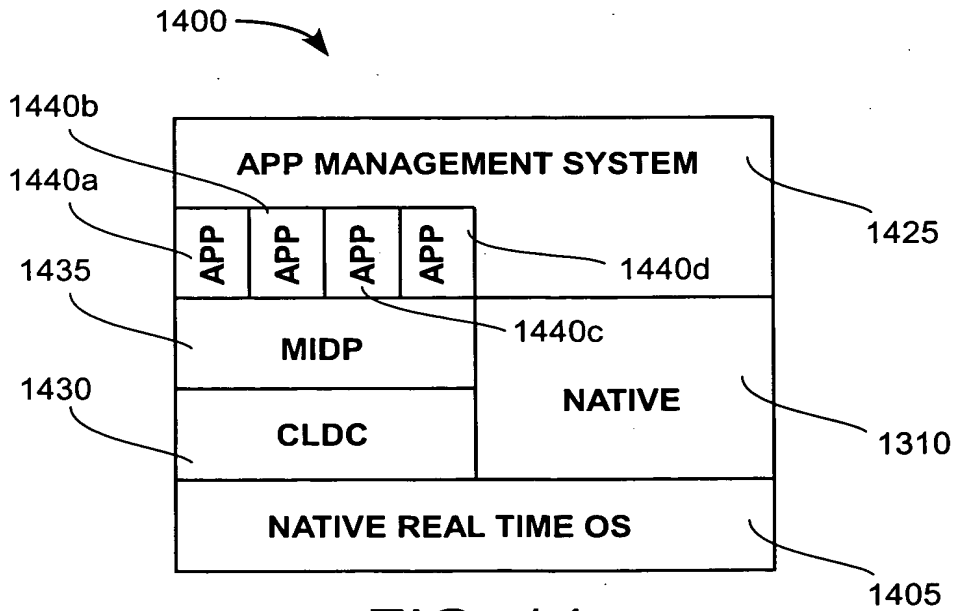 1400
1440b
1440a
APP MANAGEMENT SYSTEM
1425
APP
APP
APP
APP
1440d
1435
1440c
MIDP
1430
NATIVE
CLDC
1310
NATIVE REAL TIME OS
1405